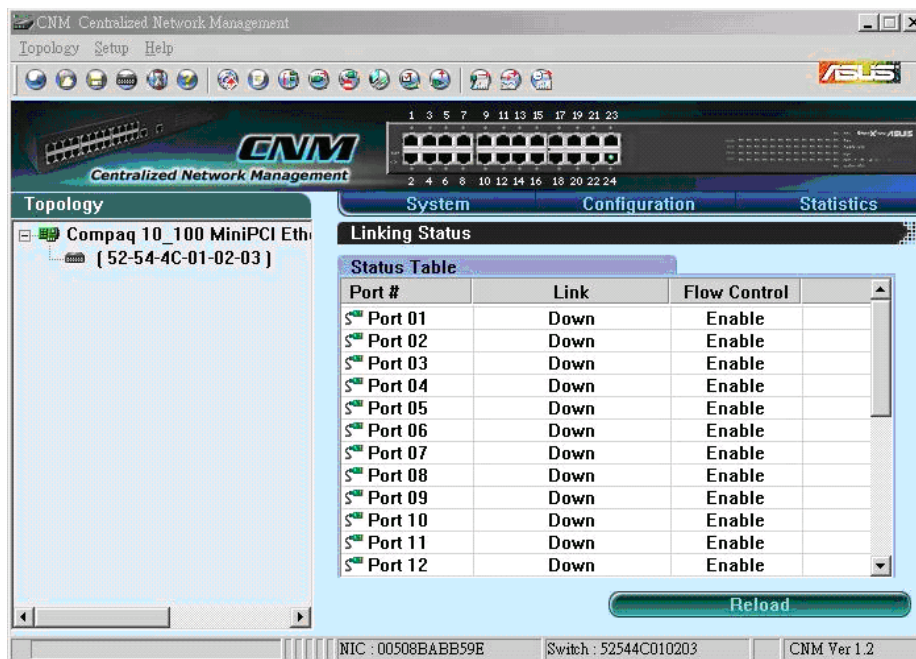 CNM Centralized Network Management
Topology Setup Help
ASUS
1 3 5 7 9 11 13 15 17 19 21 23
CNM
Centralized Network Management
2 4 6 8 10 12 14 16 18 20 22 24
Topology
System Configuration Statistics
Compaq 10_100 MiniPCI Eth
( 52-54-4C-01-02-03 )
Linking Status
Status Table
Port # Link Flow Control
Port 01 Down Enable
Port 02 Down Enable
Port 03 Down Enable
Port 04 Down Enable
Port 05 Down Enable
Port 06 Down Enable
Port 07 Down Enable
Port 08 Down Enable
Port 09 Down Enable
Port 10 Down Enable
Port 11 Down Enable
Port 12 Down Enable
Reload
NIC : 00508BABB59E Switch : 52544C010203 CNM Ver 1.2